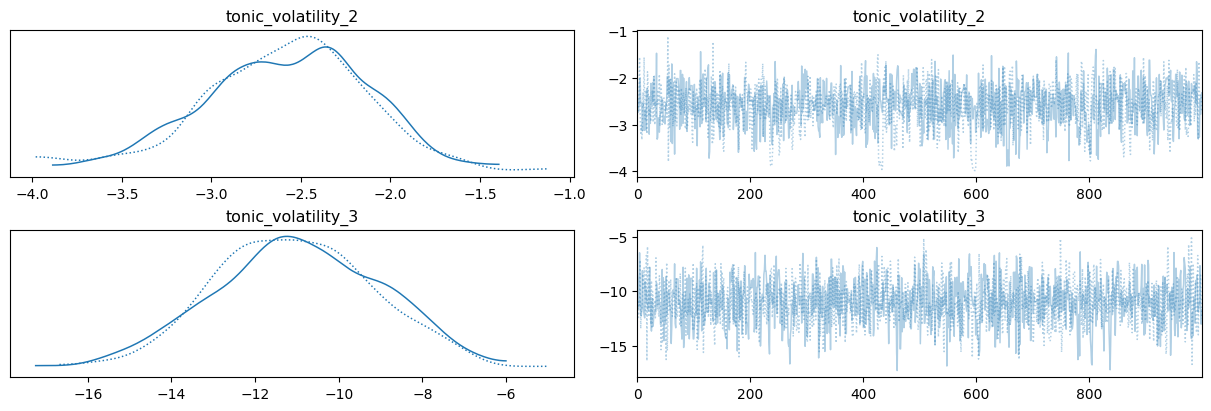 tonic_volatility_2
−4.0 −3.5 −3.0 −2.5 −2.0 −1.5 −1.0
tonic_volatility_2
−1
−2
−3
−4
0 200 400 600 800
tonic_volatility_3
−16 −14 −12 −10 −8 −6
tonic_volatility_3
−5
−10
−15
0 200 400 600 800